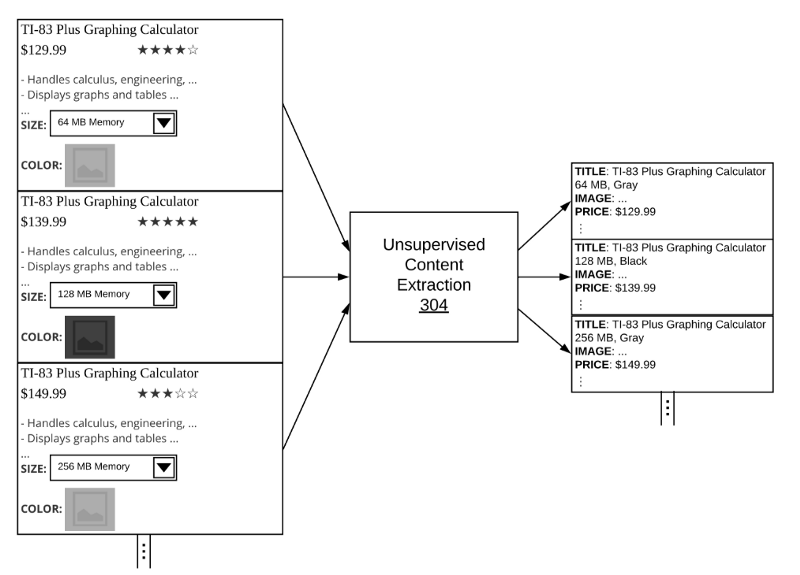 TI-83 Plus Graphing Calculator
$129.99 ★★★★☆
- Handles calculus, engineering, ...
- Displays graphs and tables ...
...
SIZE: 64 MB Memory
COLOR:
TI-83 Plus Graphing Calculator
$139.99 ★★★★★
- Handles calculus, engineering, ...
- Displays graphs and tables ...
...
SIZE: 128 MB Memory
COLOR:
TI-83 Plus Graphing Calculator
$149.99 ★★★☆☆
- Handles calculus, engineering, ...
- Displays graphs and tables ...
...
SIZE: 256 MB Memory
COLOR:
⋮
Unsupervised
Content
Extraction
304
TITLE: TI-83 Plus Graphing Calculator
64 MB, Gray
IMAGE: ...
PRICE: $129.99
⋮
TITLE: TI-83 Plus Graphing Calculator
128 MB, Black
IMAGE: ...
PRICE: $139.99
⋮
TITLE: TI-83 Plus Graphing Calculator
256 MB, Gray
IMAGE: ...
PRICE: $149.99
⋮
⋮